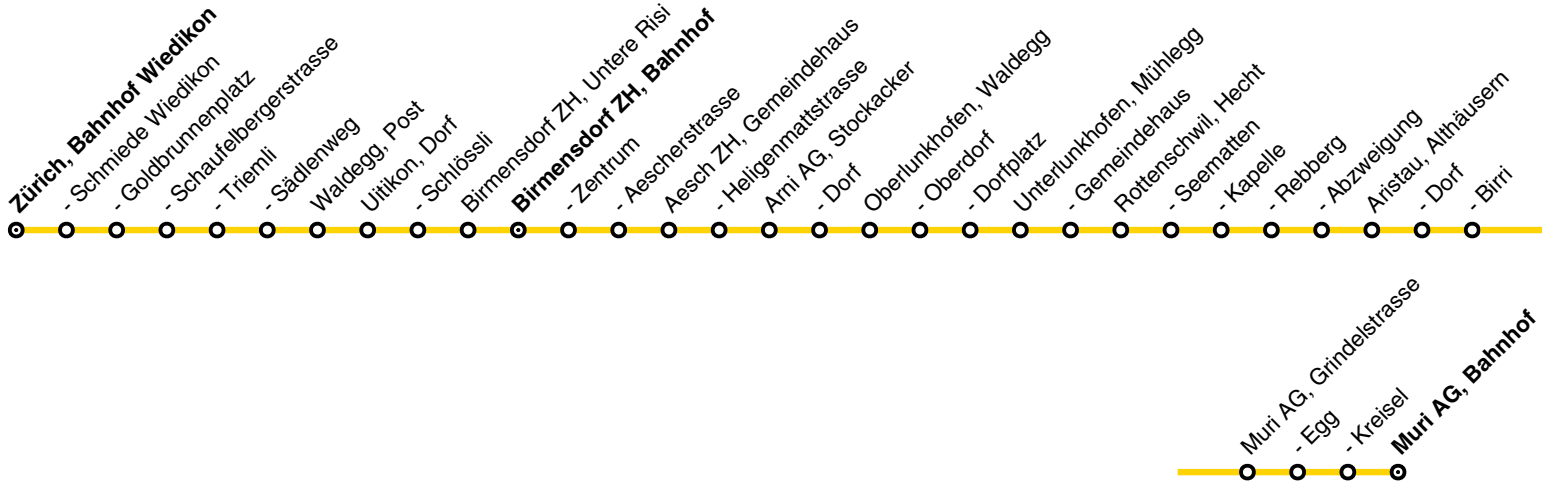 Zürich, Bahnhof Wiedikon
- Schmiede Wiedikon
- Goldbrunnenplatz
- Schaufelbergerstrasse
- Triemli
- Sädlenweg
Waldegg, Post
Uitikon, Dorf
- Schlössli
Birmensdorf ZH, Untere Risi
Birmensdorf ZH, Bahnhof
- Zentrum
- Aescherstrasse
Aesch ZH, Gemeindehaus
- Heligenmattstrasse
Arni AG, Stockacker
- Dorf
Oberlunkhofen, Waldegg
- Oberdorf
- Dorfplatz
Unterlunkhofen, Mühlegg
- Gemeindehaus
Rottenschwil, Hecht
- Seematten
- Kapelle
- Rebberg
- Abzweigung
Aristau, Althäusern
- Dorf
- Birri
Muri AG, Grindelstrasse
- Egg
- Kreisel
Muri AG, Bahnhof